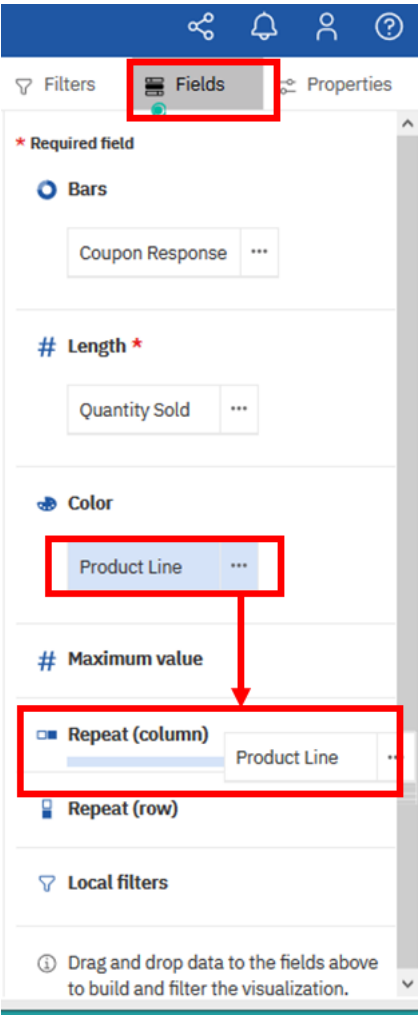 Filters
Fields
Properties
* Required field
Bars
Coupon Response
...
# Length *
Quantity Sold
...
Color
Product Line
...
# Maximum value
Repeat (column)
Product Line
...
Repeat (row)
Local filters
Drag and drop data to the fields above
to build and filter the visualization.